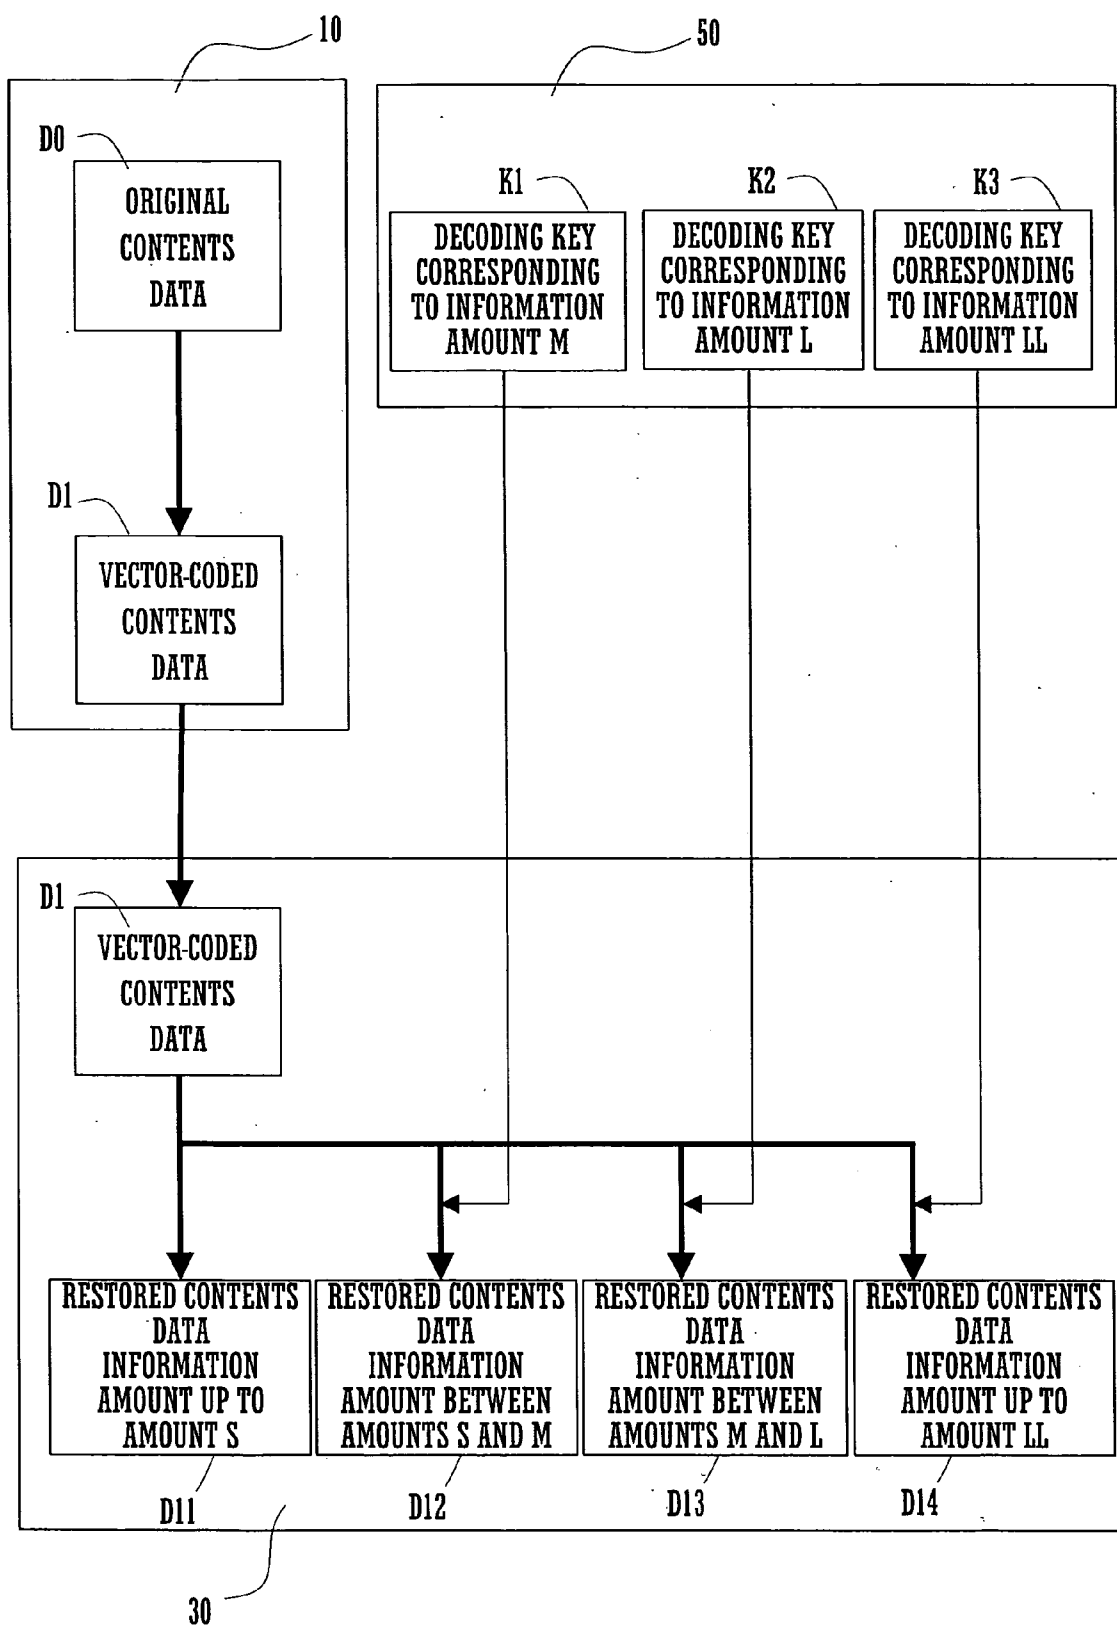 10
50
D0
ORIGINAL
CONTENTS
DATA
K1
DECODING KEY
CORRESPONDING
TO INFORMATION
AMOUNT M
K2
DECODING KEY
CORRESPONDING
TO INFORMATION
AMOUNT L
K3
DECODING KEY
CORRESPONDING
TO INFORMATION
AMOUNT LL
D1
VECTOR-CODED
CONTENTS
DATA
D1
VECTOR-CODED
CONTENTS
DATA
RESTORED CONTENTS
DATA
INFORMATION
AMOUNT UP TO
AMOUNT S
RESTORED CONTENTS
DATA
INFORMATION
AMOUNT BETWEEN
AMOUNTS S AND M
RESTORED CONTENTS
DATA
INFORMATION
AMOUNT BETWEEN
AMOUNTS M AND L
RESTORED CONTENTS
DATA
INFORMATION
AMOUNT UP TO
AMOUNT LL
D11
D12
D13
D14
30